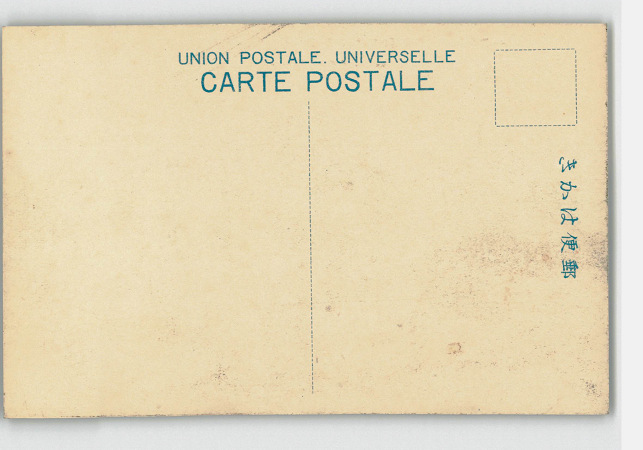 UNION POSTALE. UNIVERSELLE
CARTE POSTALE
きかは便郵